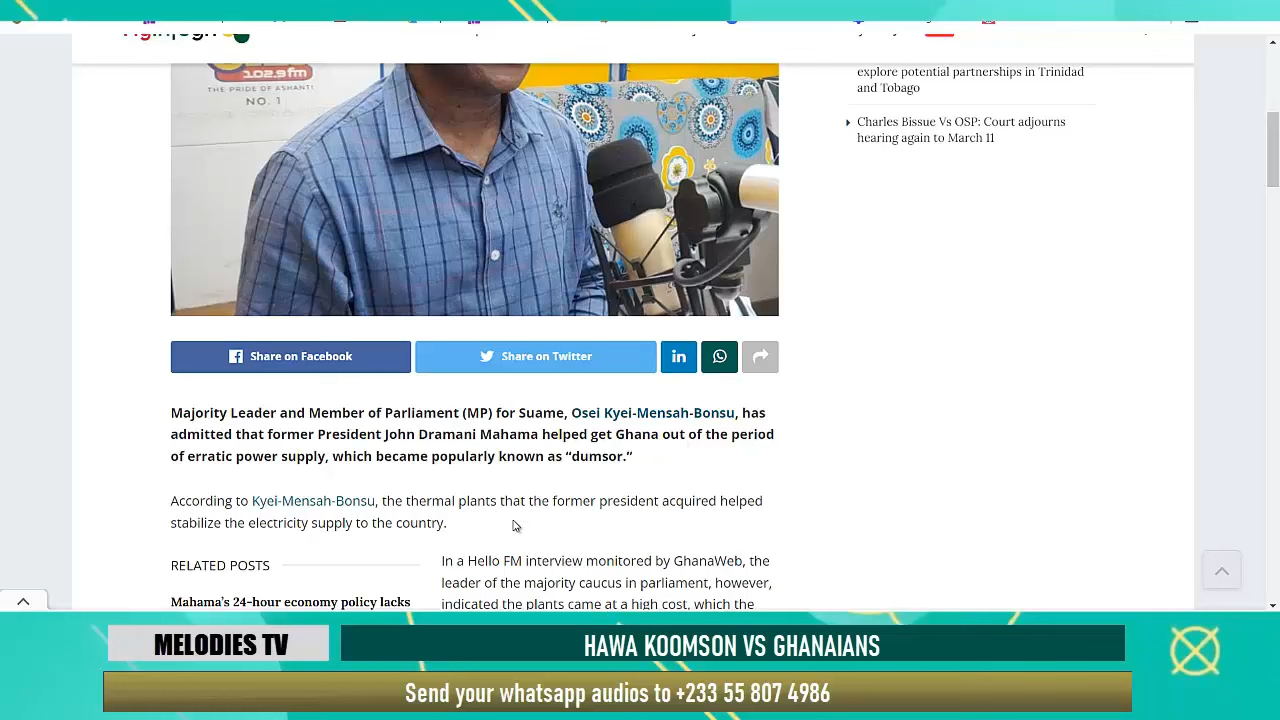 102.9fm
THE PRIDE OF ASHANTI
NO. 1
explore potential partnerships in Trinidad
and Tobago
Charles Bissue Vs OSP: Court adjourns
hearing again to March 11
Share on Facebook
Share on Twitter
in
Majority Leader and Member of Parliament (MP) for Suame, Osei Kyei-Mensah-Bonsu, has
admitted that former President John Dramani Mahama helped get Ghana out of the period
of erratic power supply, which became popularly known as “dumsor.”
According to Kyei-Mensah-Bonsu, the thermal plants that the former president acquired helped
stabilize the electricity supply to the country.
RELATED POSTS
Mahama’s 24-hour economy policy lacks
In a Hello FM interview monitored by GhanaWeb, the
leader of the majority caucus in parliament, however,
indicated the plants came at a high cost, which the
MELODIES TV
HAWA KOOMSON VS GHANAIANS
Send your whatsapp audios to +233 55 807 4986